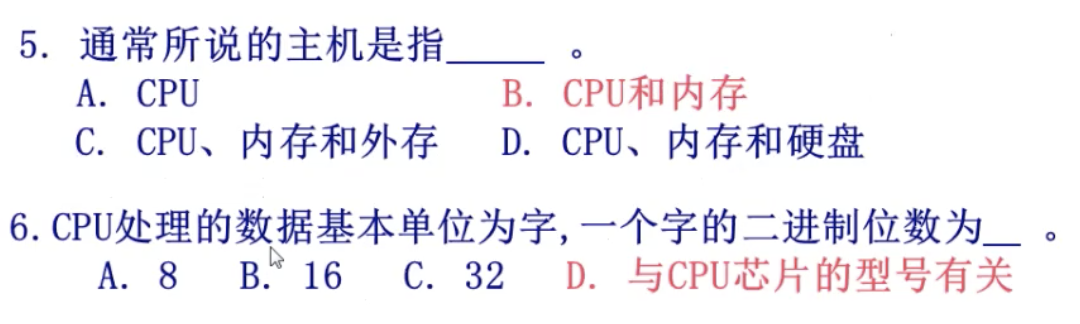 5. 通常所说的主机是指_____ 。
A. CPU B. CPU和内存
C. CPU、内存和外存 D. CPU、内存和硬盘
6.CPU处理的数据基本单位为字,一个字的二进制位数为__ 。
A. 8 B. 16 C. 32 D. 与CPU芯片的型号有关